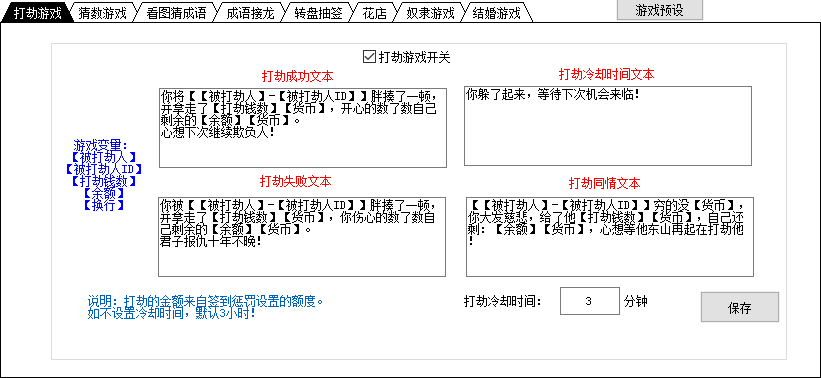 打劫游戏 猜数游戏 看图猜成语 成语接龙 转盘抽签 花店 奴隶游戏 结婚游戏 游戏预设
打劫游戏开关
打劫成功文本
你将【【被打劫人】-【被打劫人ID】】胖揍了一顿，
并拿走了【打劫钱数】【货币】，开心的数了数自己
剩余的【余额】【货币】。
心想下次继续欺负人！
打劫冷却时间文本
你躲了起来，等待下次机会来临！
游戏变量：
【被打劫人】
【被打劫人ID】
【打劫钱数】
【余额】
【换行】
打劫失败文本
你被【【被打劫人】-【被打劫人ID】】胖揍了一顿，
并拿走了【打劫钱数】【货币】，你伤心的数了数自
己剩余的【余额】【货币】。
君子报仇十年不晚！
打劫同情文本
【【被打劫人】-【被打劫人ID】】穷的没【货币】，
你大发慈悲，给了他【打劫钱数】【货币】，自己还
剩：【余额】【货币】，心想等他东山再起在打劫他
！
说明：打劫的金额来自签到惩罚设置的额度。
如不设置冷却时间，默认3小时！
打劫冷却时间： 3 分钟
保存